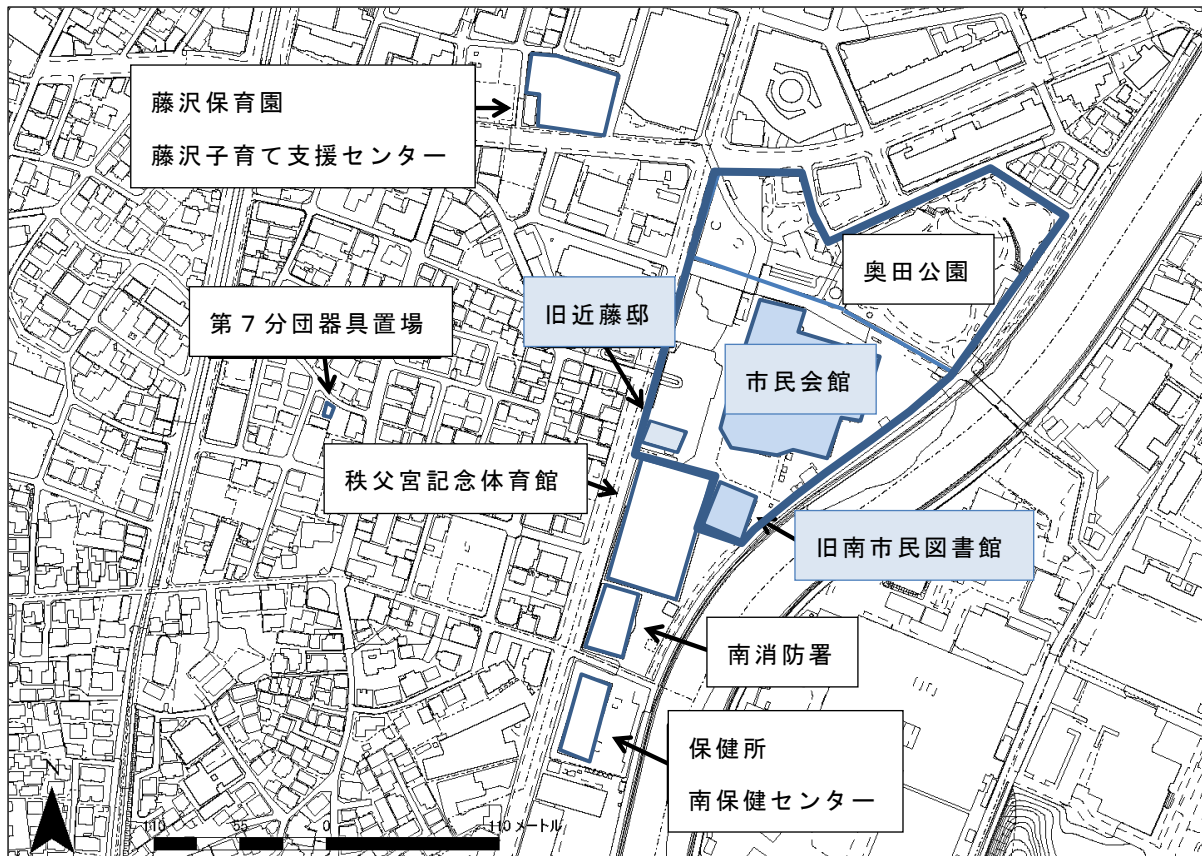 藤沢保育園
藤沢子育て支援センター
奥田公園
旧近藤邸
第７分団器具置場
市民会館
秩父宮記念体育館
旧南市民図書館
南消防署
保健所
南保健センター
N
110 55 0 110 メートル